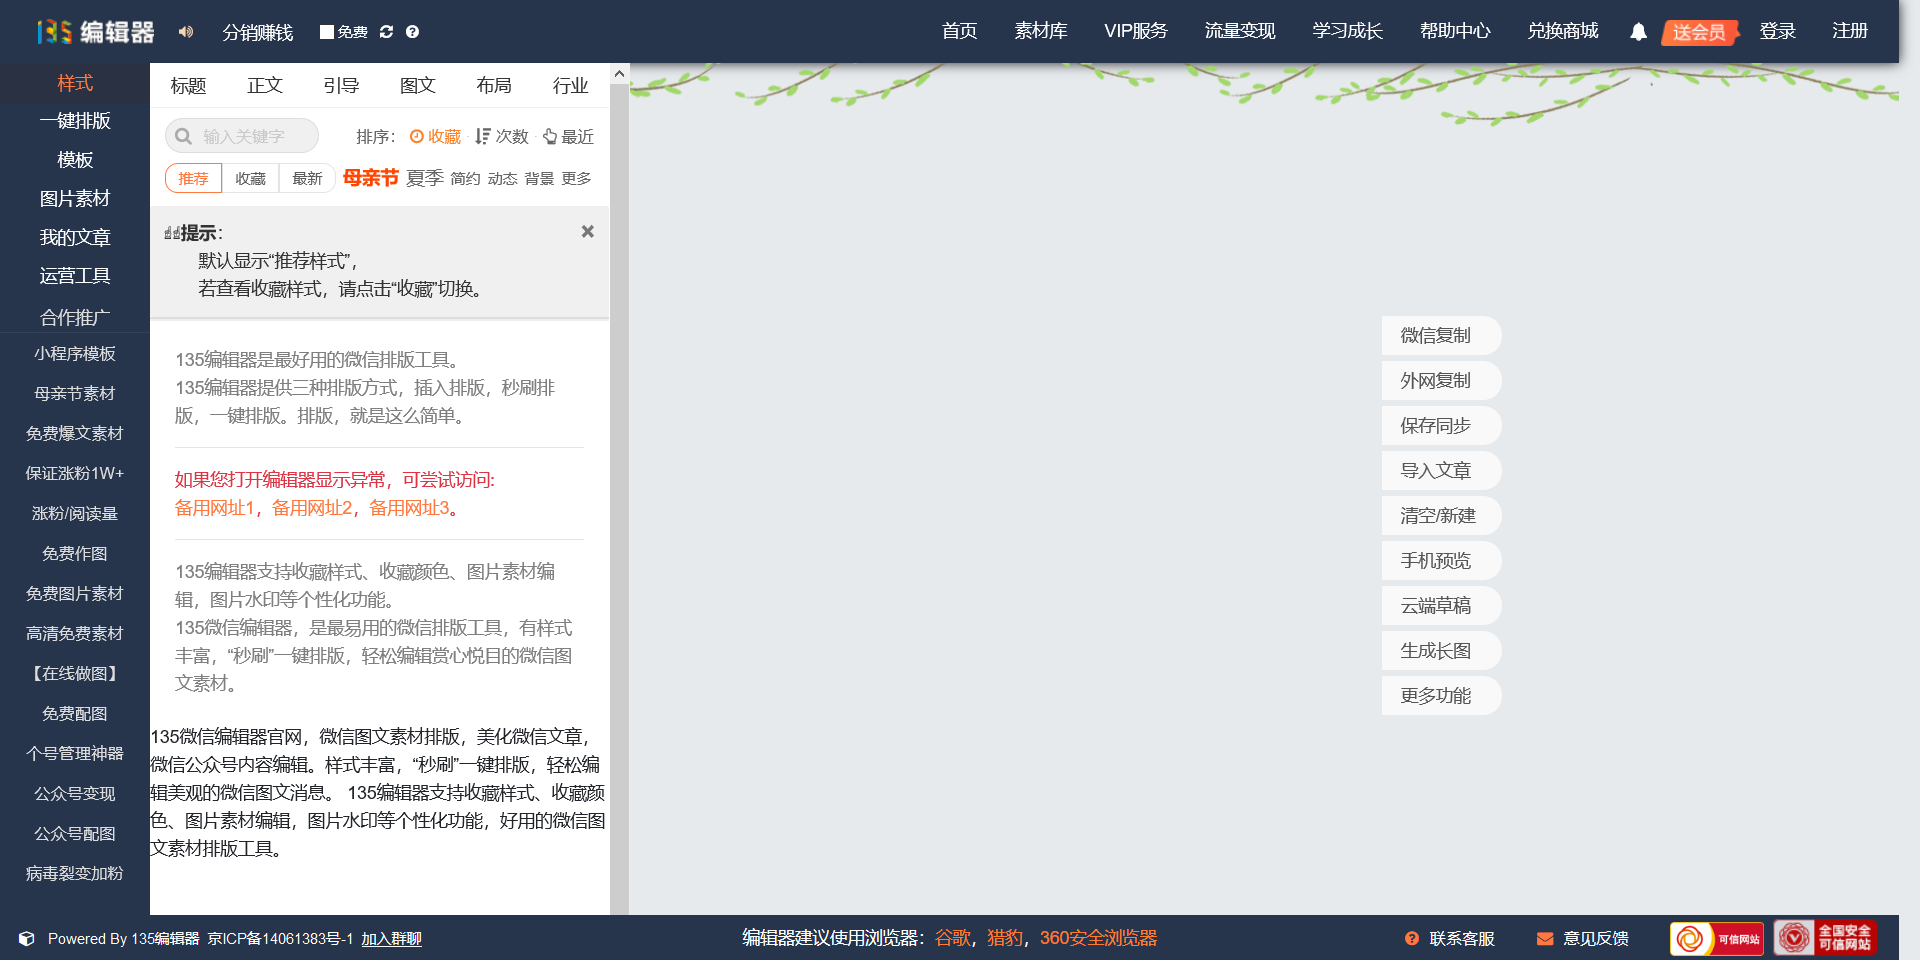 135 编辑器
分销赚钱
免费
首页
素材库
VIP服务
流量变现
学习成长
帮助中心
兑换商城
送会员
登录
注册
样式
一键排版
模板
图片素材
我的文章
运营工具
合作推广
小程序模板
母亲节素材
免费爆文素材
保证涨粉1W+
涨粉/阅读量
免费作图
免费图片素材
高清免费素材
【在线做图】
免费配图
个号管理神器
公众号变现
公众号配图
病毒裂变加粉
标题 正文 引导 图文 布局 行业
输入关键字
排序： 收藏 · 次数 · 最近
推荐 收藏 最新 母亲节 夏季 简约 动态 背景 更多
☝☝提示：
默认显示“推荐样式”，
若查看收藏样式，请点击“收藏”切换。
135编辑器是最好用的微信排版工具。
135编辑器提供三种排版方式，插入排版，秒刷排
版，一键排版。排版，就是这么简单。
如果您打开编辑器显示异常，可尝试访问:
备用网址1，备用网址2，备用网址3。
135编辑器支持收藏样式、收藏颜色、图片素材编
辑，图片水印等个性化功能。
135微信编辑器，是最易用的微信排版工具，有样式
丰富，“秒刷”一键排版，轻松编辑赏心悦目的微信图
文素材。
135微信编辑器官网，微信图文素材排版，美化微信文章，
微信公众号内容编辑。样式丰富，“秒刷”一键排版，轻松编
辑美观的微信图文消息。 135编辑器支持收藏样式、收藏颜
色、图片素材编辑，图片水印等个性化功能，好用的微信图
文素材排版工具。
微信复制
外网复制
保存同步
导入文章
清空/新建
手机预览
云端草稿
生成长图
更多功能
Powered By 135编辑器 京ICP备14061383号-1 加入群聊
编辑器建议使用浏览器：谷歌，猎豹，360安全浏览器
联系客服
意见反馈
可信网站
全国安全
可信网站